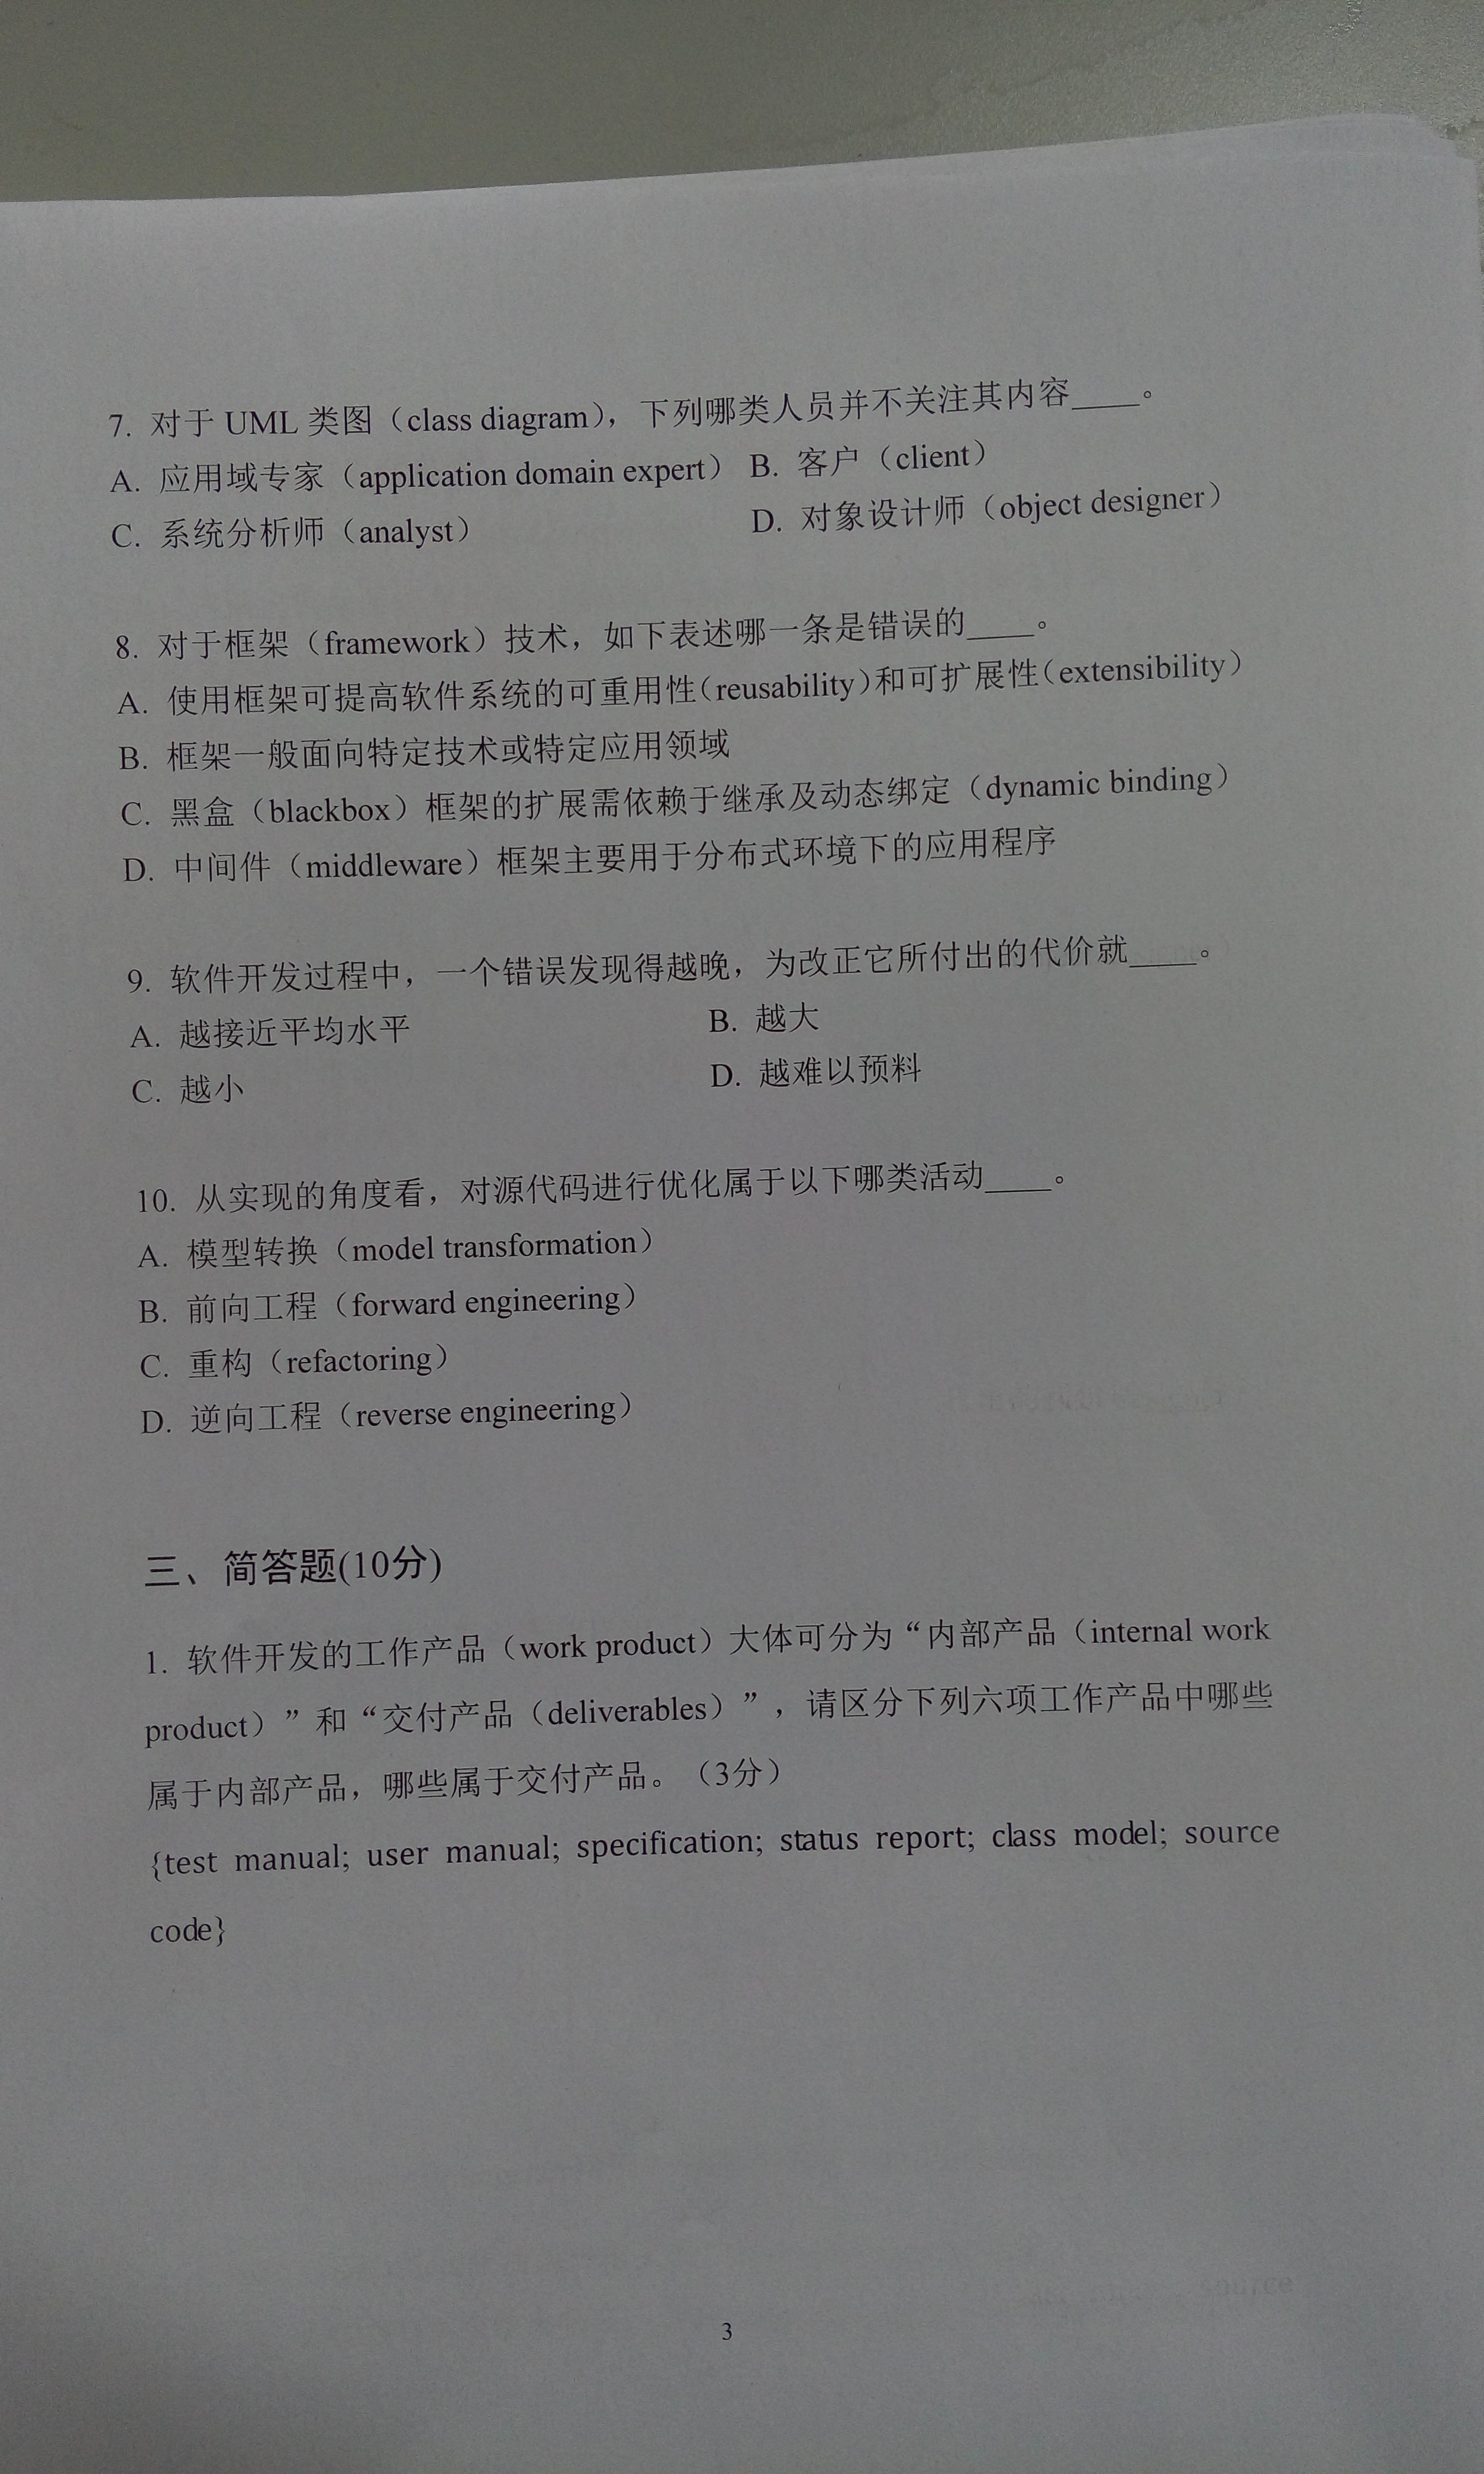 7. 对于 UML 类图（class diagram），下列哪类人员并不关注其内容____。
A. 应用域专家（application domain expert） B. 客户（client）
C. 系统分析师（analyst） D. 对象设计师（object designer）
8. 对于框架（framework）技术，如下表述哪一条是错误的____。
A. 使用框架可提高软件系统的可重用性（reusability）和可扩展性（extensibility）
B. 框架一般面向特定技术或特定应用领域
C. 黑盒（blackbox）框架的扩展需依赖于继承及动态绑定（dynamic binding）
D. 中间件（middleware）框架主要用于分布式环境下的应用程序
9. 软件开发过程中，一个错误发现得越晚，为改正它所付出的代价就____。
A. 越接近平均水平 B. 越大
C. 越小 D. 越难以预料
10. 从实现的角度看，对源代码进行优化属于以下哪类活动____。
A. 模型转换（model transformation）
B. 前向工程（forward engineering）
C. 重构（refactoring）
D. 逆向工程（reverse engineering）
三、简答题(10分)
1. 软件开发的工作产品（work product）大体可分为“内部产品（internal work
product）”和“交付产品（deliverables）”，请区分下列六项工作产品中哪些
属于内部产品，哪些属于交付产品。（3分）
{test manual; user manual; specification; status report; class model; source
code}
3